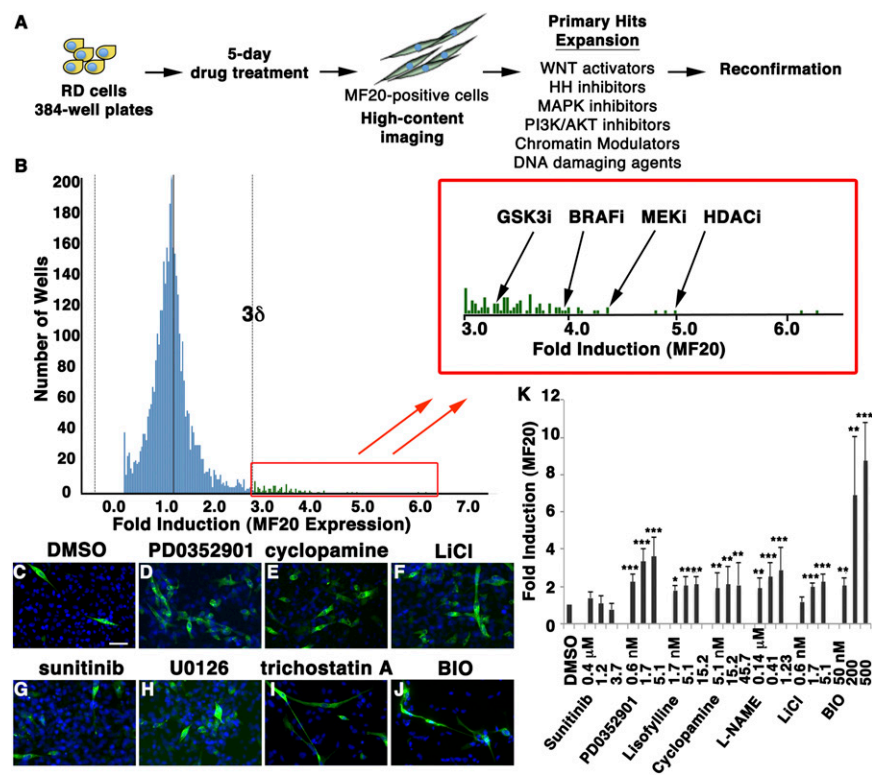 A
RD cells
384-well plates
5-day
drug treatment
MF20-positive cells
High-content
imaging
Primary Hits
Expansion
WNT activators
HH inhibitors
MAPK inhibitors
PI3K/AKT inhibitors
Chromatin Modulators
DNA damaging agents
Reconfirmation
B
200
180
160
140
120
100
80
60
40
20
0
Number of Wells
3δ
0.0 1.0 2.0 3.0 4.0 5.0 6.0 7.0
Fold Induction (MF20 Expression)
GSK3i BRAFi MEKi HDACi
3.0 4.0 5.0 6.0
Fold Induction (MF20)
DMSO PD0352901 cyclopamine LiCl
C D E F
sunitinib U0126 trichostatin A BIO
G H I J
K
12
10
8
6
4
2
0
Fold Induction (MF20)
*** *** ***
* **** **
** ** **
** *** ***
*** ***
** ** ***
DMSO
0.4 μM
1.2
3.7
0.6 nM
1.7
5.1
1.7 nM
5.1
15.2
5.1 nM
15.2
45.7
0.14 μM
0.41
1.23
0.6 nM
1.7
5.1
50 nM
200
500
Sunitinib
PD0352901
Lisofylline
Cyclopamine
L-NAME
LiCl
BIO